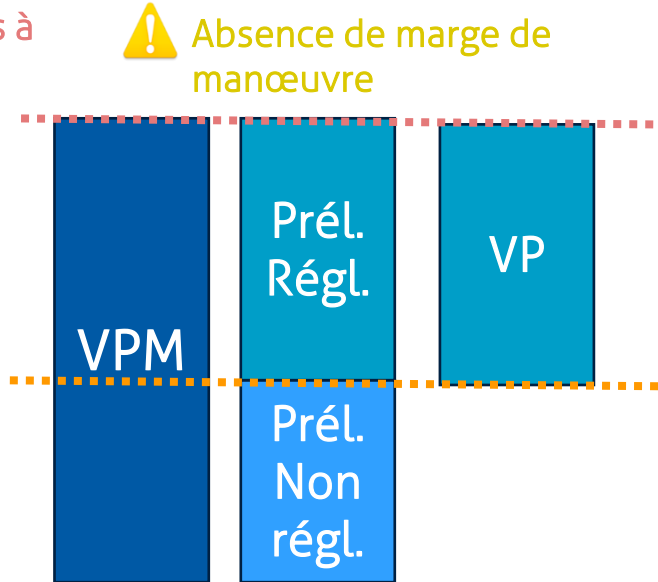 s à
Absence de marge de
manœuvre
Prél.
Régl.
VP
VPM
Prél.
Non
régl.